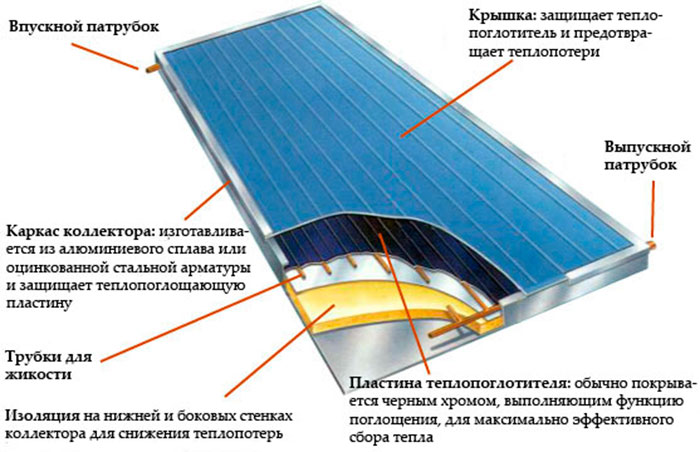 Впускной патрубок
Крышка: защищает тепло-
поглотитель и предотвра-
щает теплопотери
Выпускной
патрубок
Каркас коллектора: изготавлива-
ется из алюминиевого сплава или
оцинкованной стальной арматуры
и защищает теплопоглощающую
пластину
Трубки для
жикости
Изоляция на нижней и боковых стенках
коллектора для снижения теплопотерь
Пластина теплопоглотителя: обычно покрыва-
ется черным хромом, выполняющим функцию
поглощения, для максимально эффективного
сбора тепла